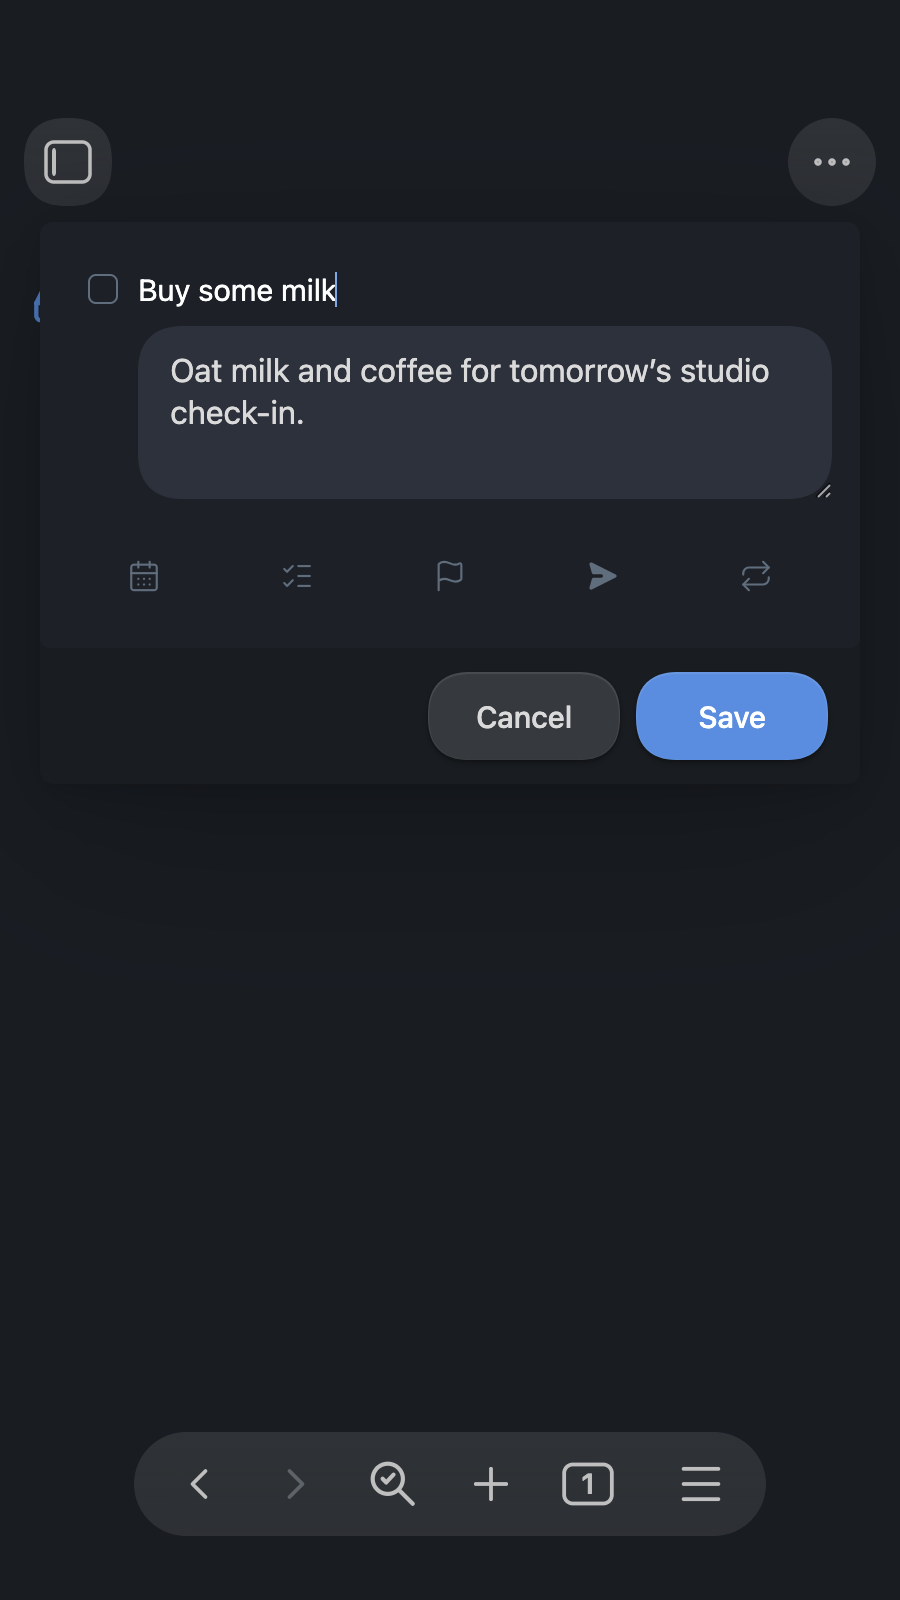 Buy some milk
Oat milk and coffee for tomorrow’s studio
check-in.
Cancel
Save
1